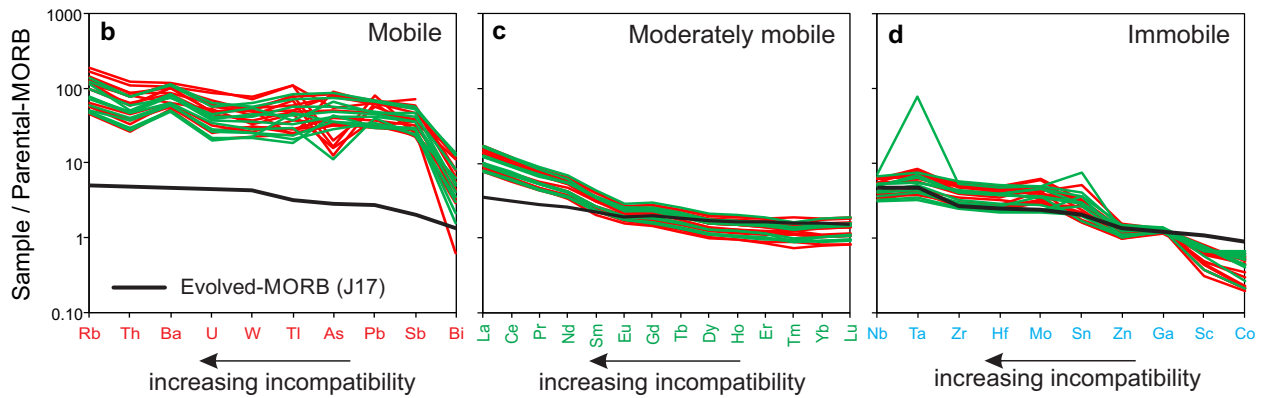 Sample / Parental-MORB
1000
100
10
1
0.10
b
Mobile
Evolved-MORB (J17)
Rb Th Ba U W Tl As Pb Sb Bi
increasing incompatibility
c
Moderately mobile
La Ce Pr Nd Sm Eu Gd Tb Dy Ho Er Tm Yb Lu
increasing incompatibility
d
Immobile
Nb Ta Zr Hf Mo Sn Zn Ga Sc Co
increasing incompatibility